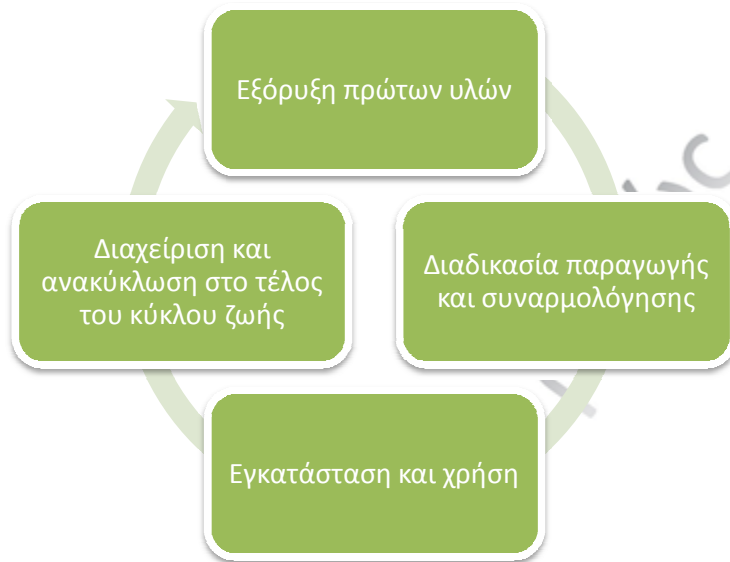 Εξόρυξη πρώτων υλών
Διαδικασία παραγωγής
και συναρμολόγησης
Εγκατάσταση και χρήση
Διαχείριση και
ανακύκλωση στο τέλος
του κύκλου ζωής